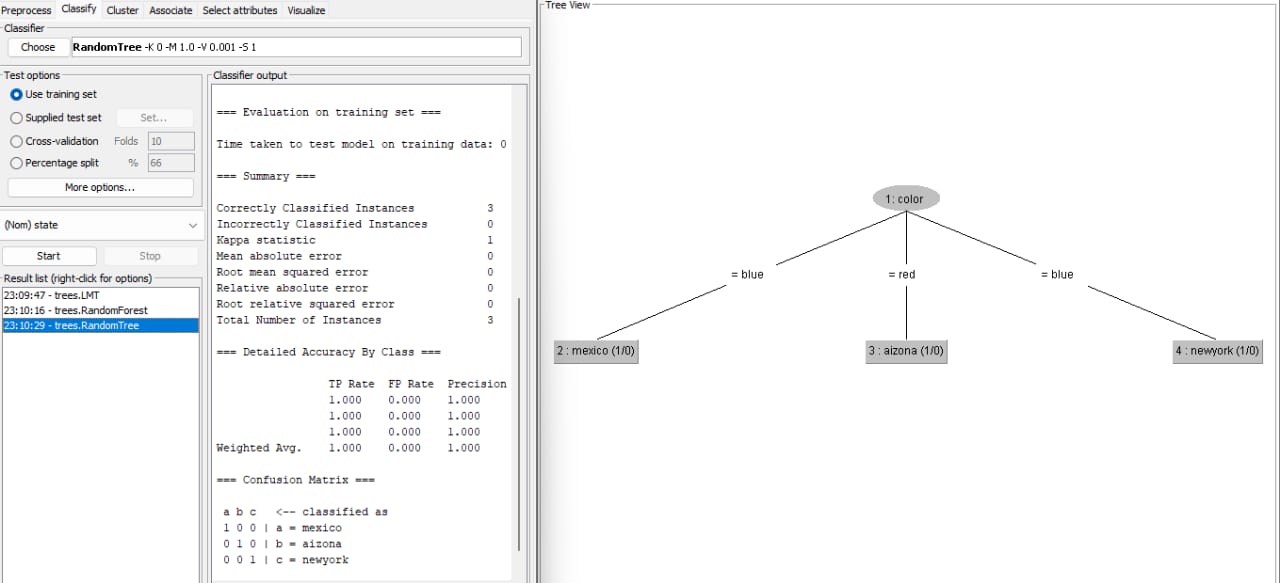 Preprocess Classify Cluster Associate Select attributes Visualize
Classifier
Choose RandomTree -K 0 -M 1.0 -V 0.001 -S 1
Test options
Use training set
Supplied test set Set...
Cross-validation Folds 10
Percentage split % 66
More options...
(Nom) state
Start Stop
Result list (right-click for options)
23:09:47 - trees.LMT
23:10:16 - trees.RandomForest
23:10:29 - trees.RandomTree
Classifier output
=== Evaluation on training set ===
Time taken to test model on training data: 0
=== Summary ===
Correctly Classified Instances 3
Incorrectly Classified Instances 0
Kappa statistic 1
Mean absolute error 0
Root mean squared error 0
Relative absolute error 0
Root relative squared error 0
Total Number of Instances 3
=== Detailed Accuracy By Class ===
TP Rate FP Rate Precision
1.000 0.000 1.000
1.000 0.000 1.000
1.000 0.000 1.000
Weighted Avg. 1.000 0.000 1.000
=== Confusion Matrix ===
a b c <-- classified as
1 0 0 | a = mexico
0 1 0 | b = aizona
0 0 1 | c = newyork
Tree View
1: color
= blue = red = blue
2 : mexico (1/0) 3 : aizona (1/0) 4 : newyork (1/0)